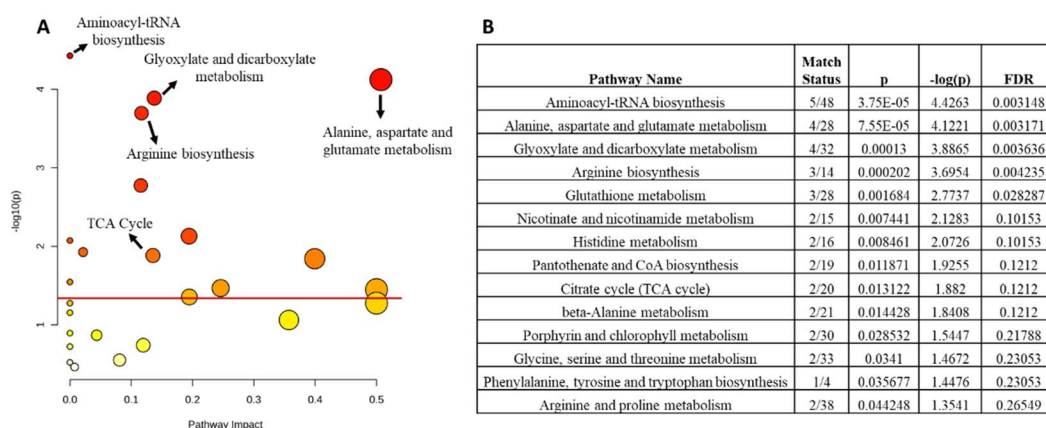 A
Aminoacyl-tRNA
biosynthesis
Glyoxylate and dicarboxylate
metabolism
Alanine, aspartate and
glutamate metabolism
Arginine biosynthesis
TCA Cycle
-log10(p)
4
3
2
1
0.0 0.1 0.2 0.3 0.4 0.5
Pathway Impact
B
Pathway Name Match Status p -log(p) FDR
Aminoacyl-tRNA biosynthesis 5/48 3.75E-05 4.4263 0.003148
Alanine, aspartate and glutamate metabolism 4/28 7.55E-05 4.1221 0.003171
Glyoxylate and dicarboxylate metabolism 4/32 0.00013 3.8865 0.003636
Arginine biosynthesis 3/14 0.000202 3.6954 0.004235
Glutathione metabolism 3/28 0.001684 2.7737 0.028287
Nicotinate and nicotinamide metabolism 2/15 0.007441 2.1283 0.10153
Histidine metabolism 2/16 0.008461 2.0726 0.10153
Pantothenate and CoA biosynthesis 2/19 0.011871 1.9255 0.1212
Citrate cycle (TCA cycle) 2/20 0.013122 1.882 0.1212
beta-Alanine metabolism 2/21 0.014428 1.8408 0.1212
Porphyrin and chlorophyll metabolism 2/30 0.028532 1.5447 0.21788
Glycine, serine and threonine metabolism 2/33 0.0341 1.4672 0.23053
Phenylalanine, tyrosine and tryptophan biosynthesis 1/4 0.035677 1.4476 0.23053
Arginine and proline metabolism 2/38 0.044248 1.3541 0.26549